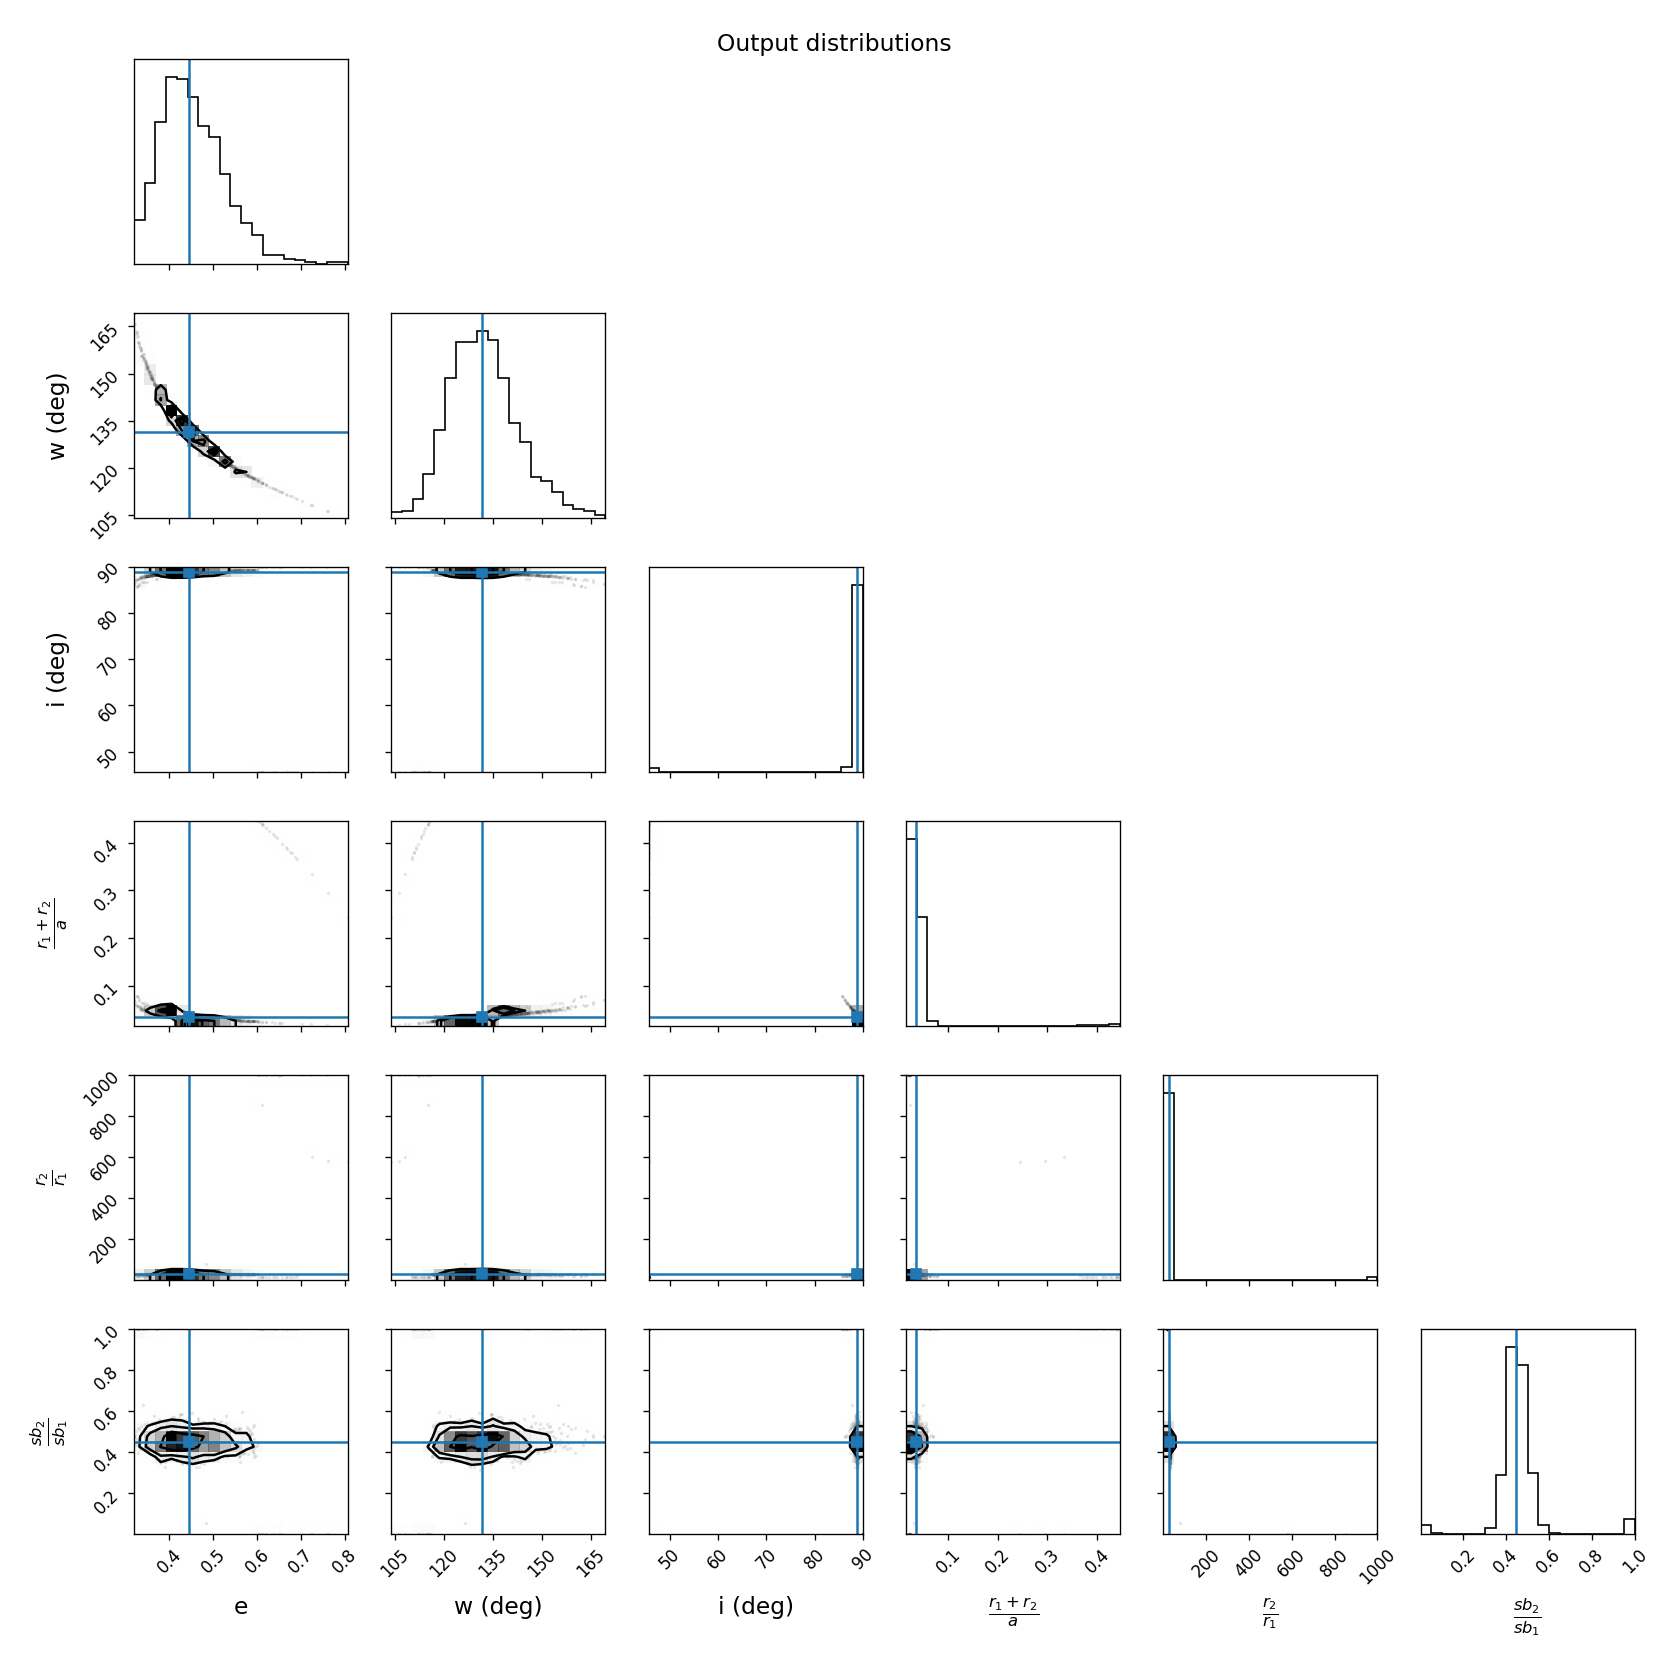 Output distributions
165
150
135
120
105
w (deg)
90
80
70
60
50
i (deg)
0.4
0.3
0.2
0.1
r₁ + r₂
a
1000
800
600
400
200
r₂
r₁
1.0
0.8
0.6
0.4
0.2
sb₂
sb₁
0.4 0.5 0.6 0.7 0.8
105 120 135 150 165
50 60 70 80 90
0.1 0.2 0.3 0.4
200 400 600 800 1000
0.2 0.4 0.6 0.8 1.0
e
w (deg)
i (deg)
r₁ + r₂
a
r₂
r₁
sb₂
sb₁